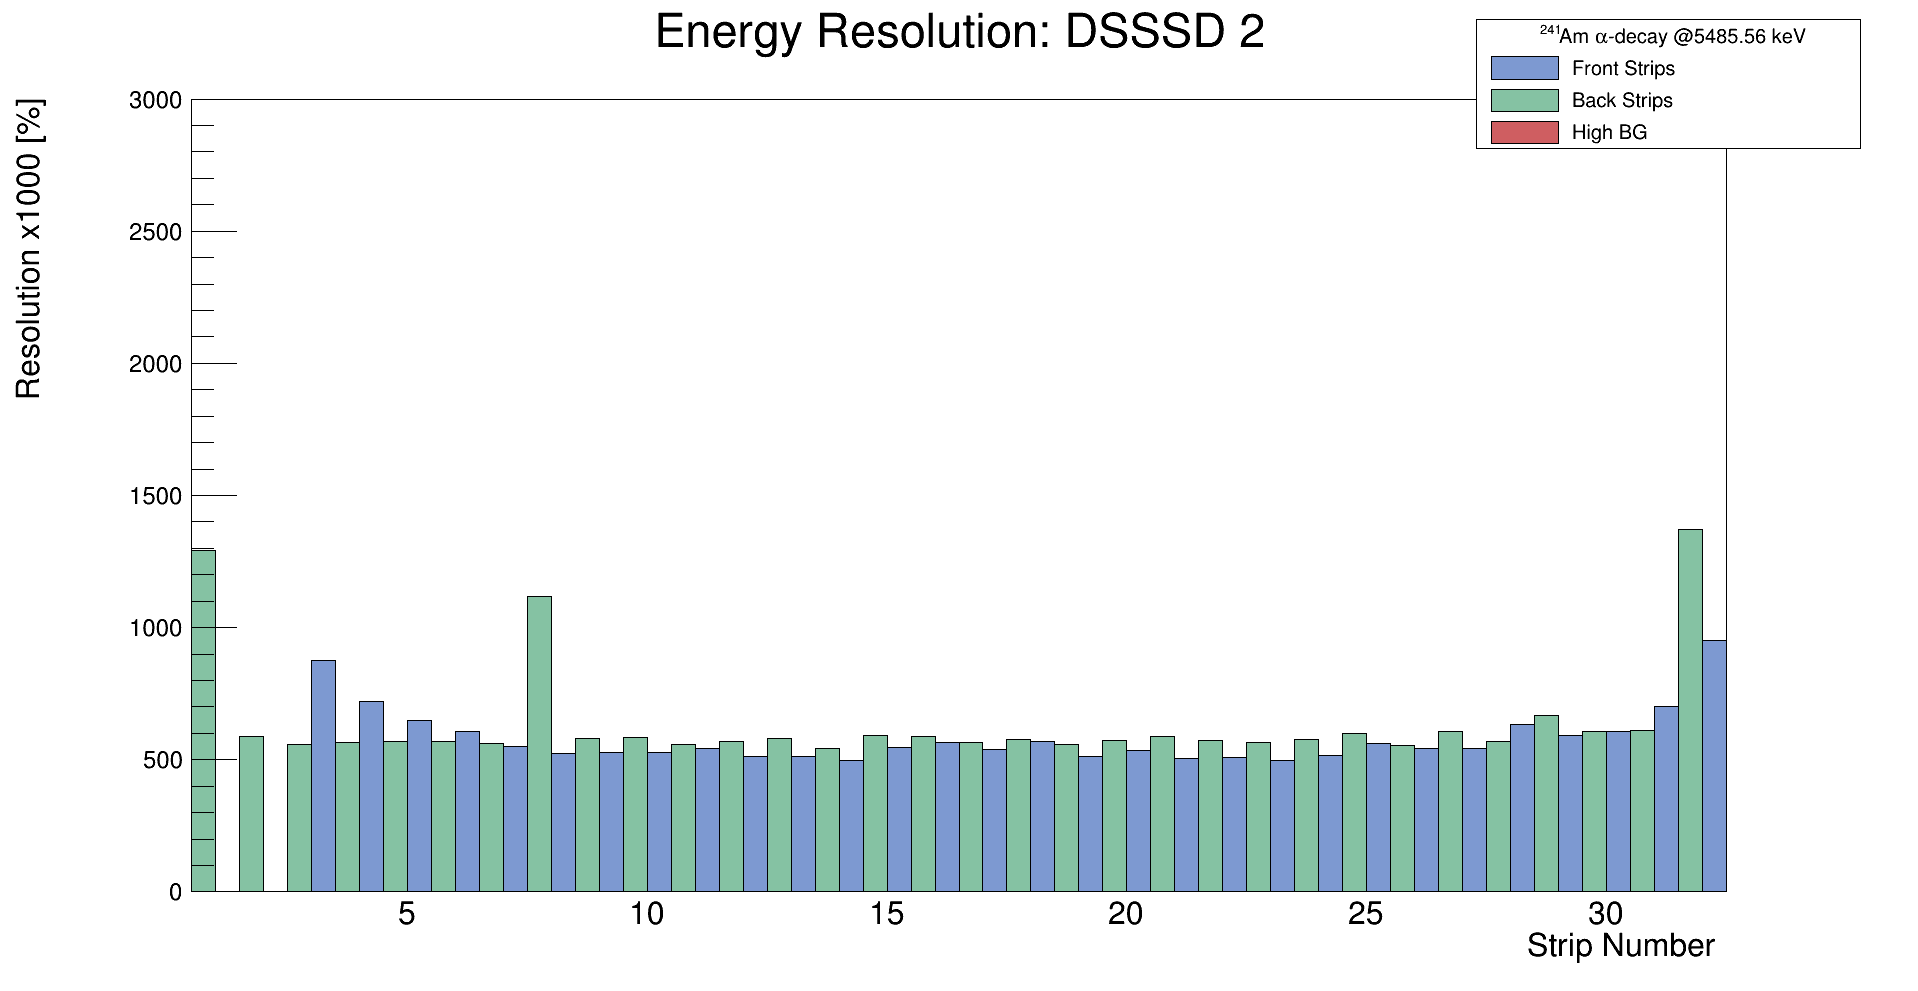 Energy Resolution: DSSSD 2
²⁴¹Am α-decay @5485.56 keV
Front Strips
Back Strips
High BG
Resolution x1000 [%]
3000
2500
2000
1500
1000
500
0
5 10 15 20 25 30
Strip Number